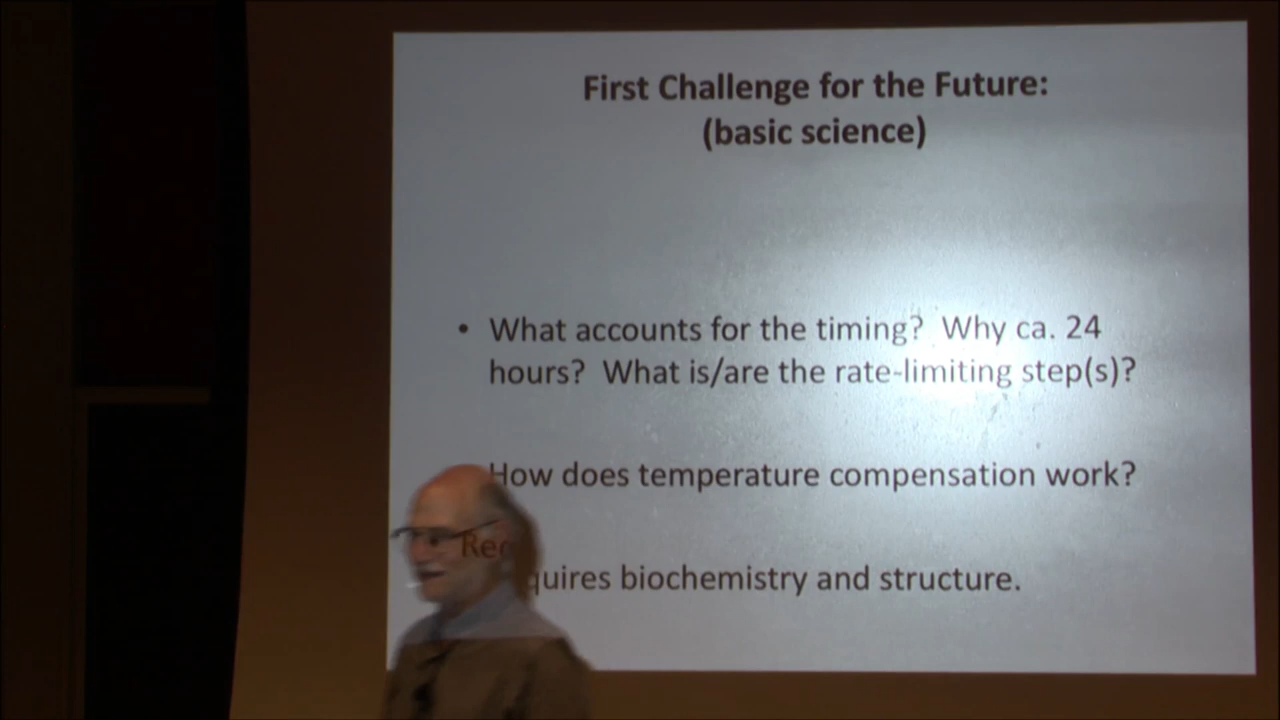 First Challenge for the Future:
(basic science)
• What accounts for the timing? Why ca. 24
hours? What is/are the rate-limiting step(s)?
How does temperature compensation work?
Requires biochemistry and structure.